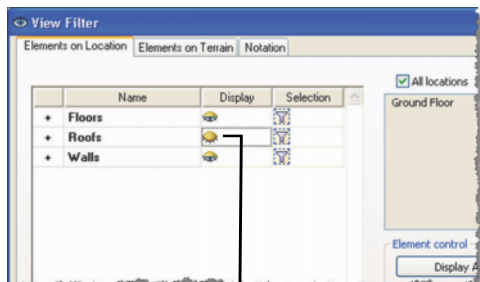 View Filter
Elements on Location Elements on Terrain Notation
All locations
Name Display Selection
Ground Floor
+ Floors
+ Roofs
+ Walls
Element control
Display